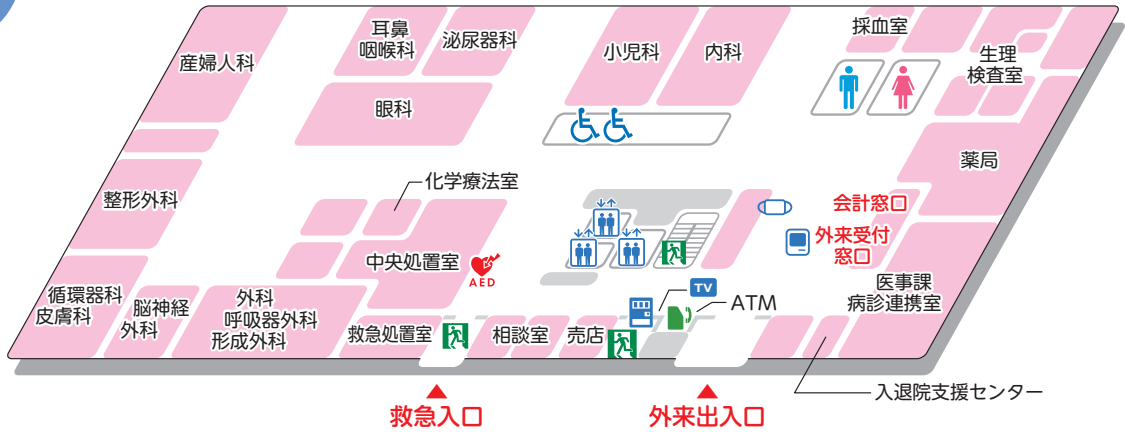 産婦人科
耳鼻
咽喉科
泌尿器科
小児科
内科
採血室
生理
検査室
眼科
薬局
整形外科
化学療法室
会計窓口
外来受付
窓口
中央処置室
AED
医事課
病診連携室
循環器科
皮膚科
脳神経
外科
外科
呼吸器外科
形成外科
救急処置室
相談室
売店
TV
ATM
入退院支援センター
救急入口
外来出入口